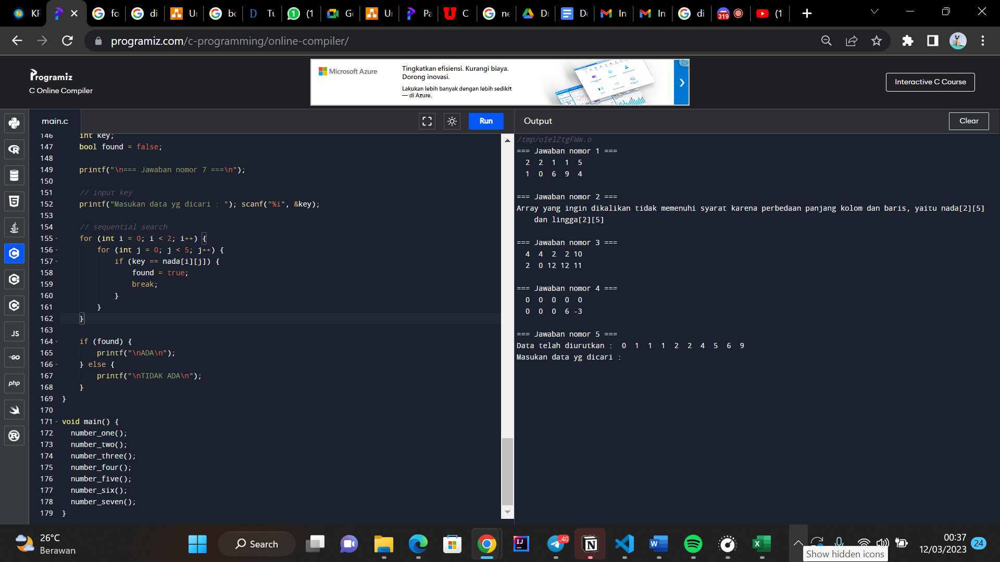 KF
fo
di
Ur
bc
Tu
(1
Gc
Ur
Pa
C
ne
Dr
Dc
In
In
di
319
(1
programiz.com/c-programming/online-compiler/
Programiz
C Online Compiler
Microsoft Azure
Tingkatkan efisiensi. Kurangi biaya.
Dorong inovasi.
Lakukan lebih banyak dengan lebih sedikit
— di Azure.
Interactive C Course
main.c
Run
Output
Clear
146 int key;
147 bool found = false;
148
149 printf("\n=== Jawaban nomor 7 ===\n");
150
151 // input key
152 printf("Masukan data yg dicari : "); scanf("%i", &key);
153
154 // sequential search
155 for (int i = 0; i < 2; i++) {
156 for (int j = 0; j < 5; j++) {
157 if (key == nada[i][j]) {
158 found = true;
159 break;
160 }
161 }
162 }
163
164 if (found) {
165 printf("\nADA\n");
166 } else {
167 printf("\nTIDAK ADA\n");
168 }
169 }
170
171 void main() {
172 number_one();
173 number_two();
174 number_three();
175 number_four();
176 number_five();
177 number_six();
178 number_seven();
179 }
/tmp/oIelZtgFWw.o
=== Jawaban nomor 1 ===
2 2 1 1 5
1 0 6 9 4
=== Jawaban nomor 2 ===
Array yang ingin dikalikan tidak memenuhi syarat karena perbedaan panjang kolom dan baris, yaitu nada[2][5]
dan lingga[2][5]
=== Jawaban nomor 3 ===
4 4 2 2 10
2 0 12 12 11
=== Jawaban nomor 4 ===
0 0 0 0 0
0 0 0 6 -3
=== Jawaban nomor 5 ===
Data telah diurutkan : 0 1 1 1 2 2 4 5 6 9
Masukan data yg dicari :
JS
GO
php
26°C
Berawan
Search
IJ
40
N
W
X
00:37
12/03/2023
24
Show hidden icons